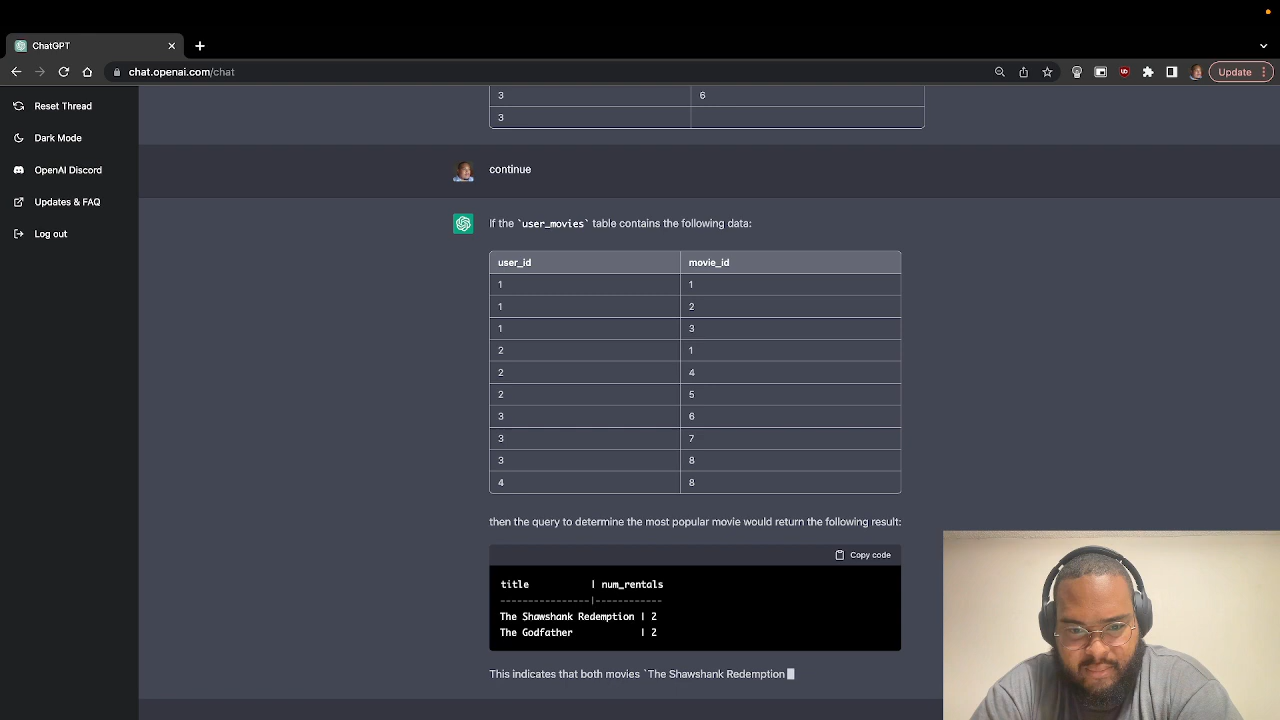 ChatGPT
chat.openai.com/chat
Update
Reset Thread
Dark Mode
OpenAI Discord
Updates & FAQ
Log out
3 6
3
continue
If the `user_movies` table contains the following data:
user_id movie_id
1 1
1 2
1 3
2 1
2 4
2 5
3 6
3 7
3 8
4 8
then the query to determine the most popular movie would return the following result:
Copy code
title | num_rentals
----------------|------------
The Shawshank Redemption | 2
The Godfather | 2
This indicates that both movies `The Shawshank Redemption